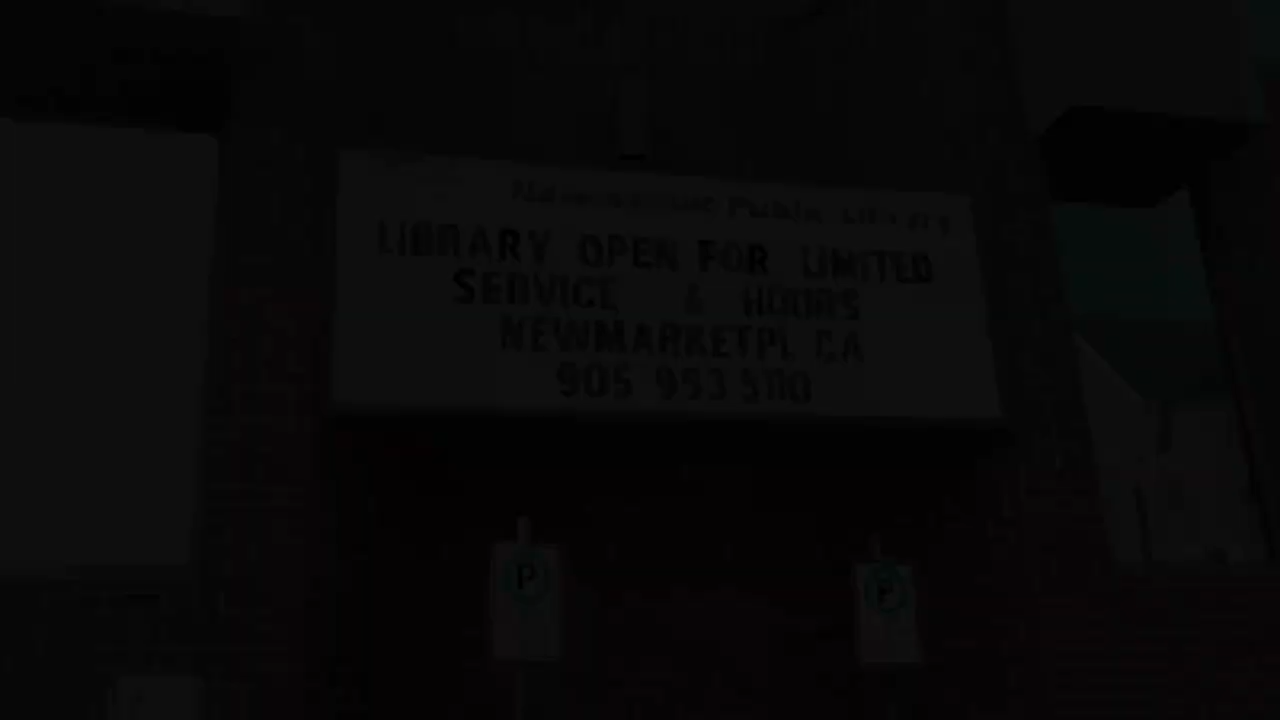 Newmarket Public Library
LIBRARY OPEN FOR LIMITED
SERVICE & HOURS
NEWMARKETPL CA
905 953 5110
P
P